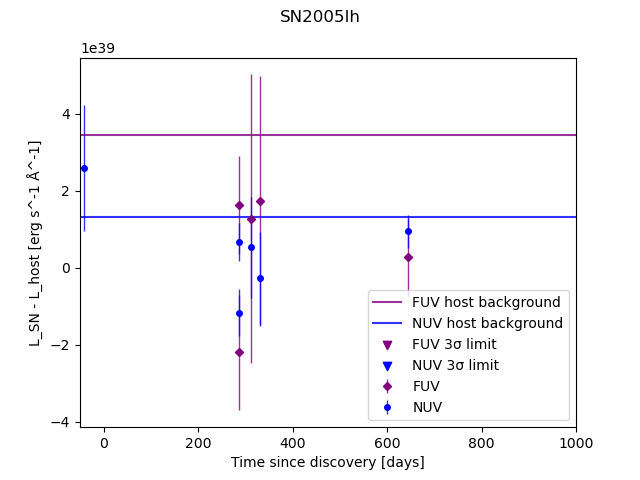 SN2005lh
1e39
L_SN - L_host [erg s^-1 Å^-1]
4
2
0
−2
−4
FUV host background
NUV host background
FUV 3σ limit
NUV 3σ limit
FUV
NUV
0 200 400 600 800 1000
Time since discovery [days]